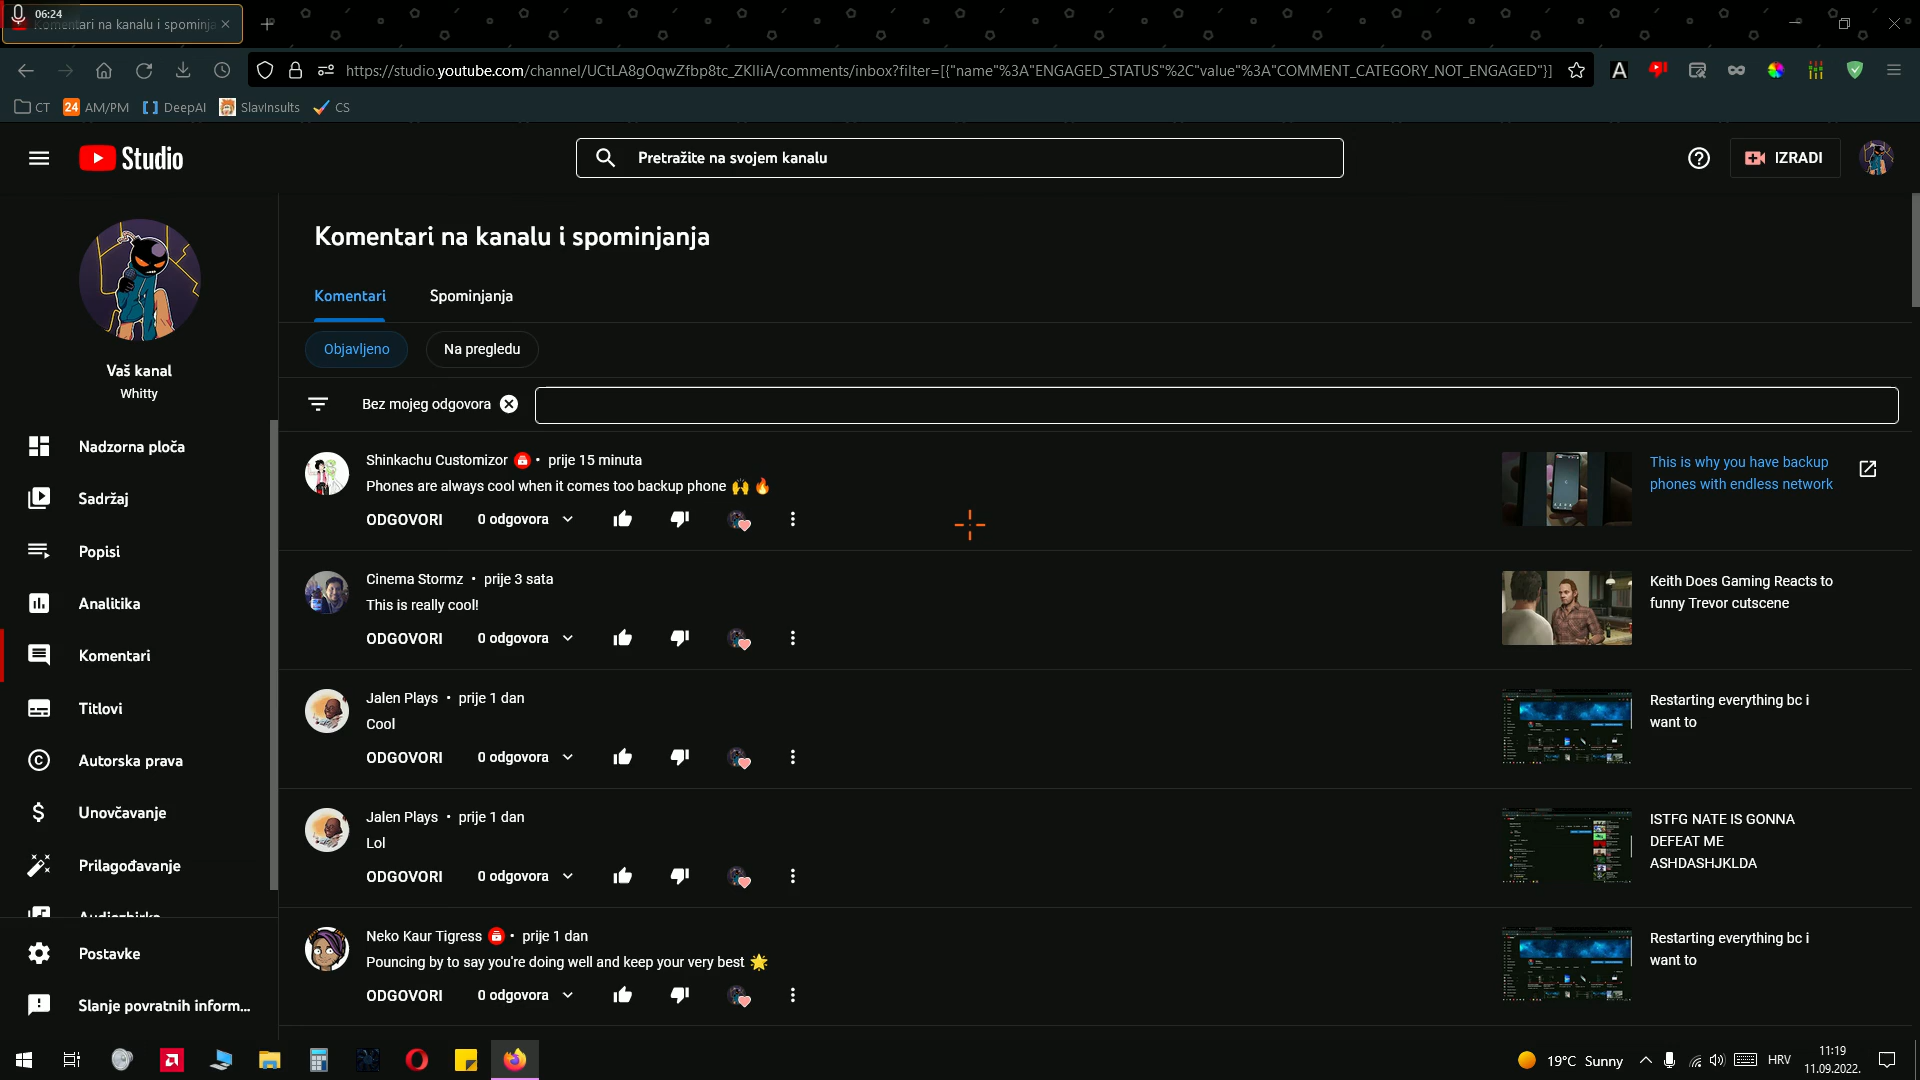 06:24
Komentari na kanalu i spominja
https://studio.youtube.com/channel/UCtLA8gOqwZfbp8tc_ZKIliA/comments/inbox?filter=[{"name"%3A"ENGAGED_STATUS"%2C"value"%3A"COMMENT_CATEGORY_NOT_ENGAGED"}]
CT
24 AM/PM
DeepAI
SlavInsults
CS
Studio
Pretražite na svojem kanalu
IZRADI
Vaš kanal
Whitty
Nadzorna ploča
Sadržaj
Popisi
Analitika
Komentari
Titlovi
Autorska prava
Unovčavanje
Prilagođavanje
Audiozbirka
Postavke
Slanje povratnih inform...
Komentari na kanalu i spominjanja
Komentari Spominjanja
Objavljeno Na pregledu
Bez mojeg odgovora
Shinkachu Customizor • prije 15 minuta
Phones are always cool when it comes too backup phone 🙌 🔥
ODGOVORI 0 odgovora
This is why you have backup
phones with endless network
Cinema Stormz • prije 3 sata
This is really cool!
ODGOVORI 0 odgovora
Keith Does Gaming Reacts to
funny Trevor cutscene
Jalen Plays • prije 1 dan
Cool
ODGOVORI 0 odgovora
Restarting everything bc i
want to
Jalen Plays • prije 1 dan
Lol
ODGOVORI 0 odgovora
ISTFG NATE IS GONNA
DEFEAT ME
ASHDASHJKLDA
Neko Kaur Tigress • prije 1 dan
Pouncing by to say you're doing well and keep your very best 🌟
ODGOVORI 0 odgovora
Restarting everything bc i
want to
19°C Sunny
HRV
11:19
11.09.2022.